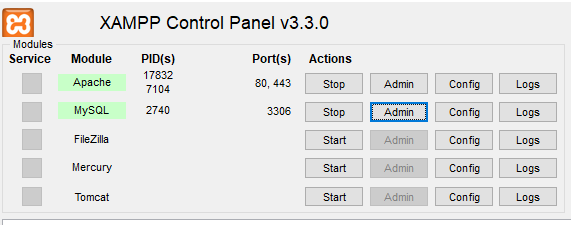 XAMPP Control Panel v3.3.0
Modules
Service Module PID(s) Port(s) Actions
Apache 17832 7104 80, 443 Stop Admin Config Logs
MySQL 2740 3306 Stop Admin Config Logs
FileZilla Start Admin Config Logs
Mercury Start Admin Config Logs
Tomcat Start Admin Config Logs